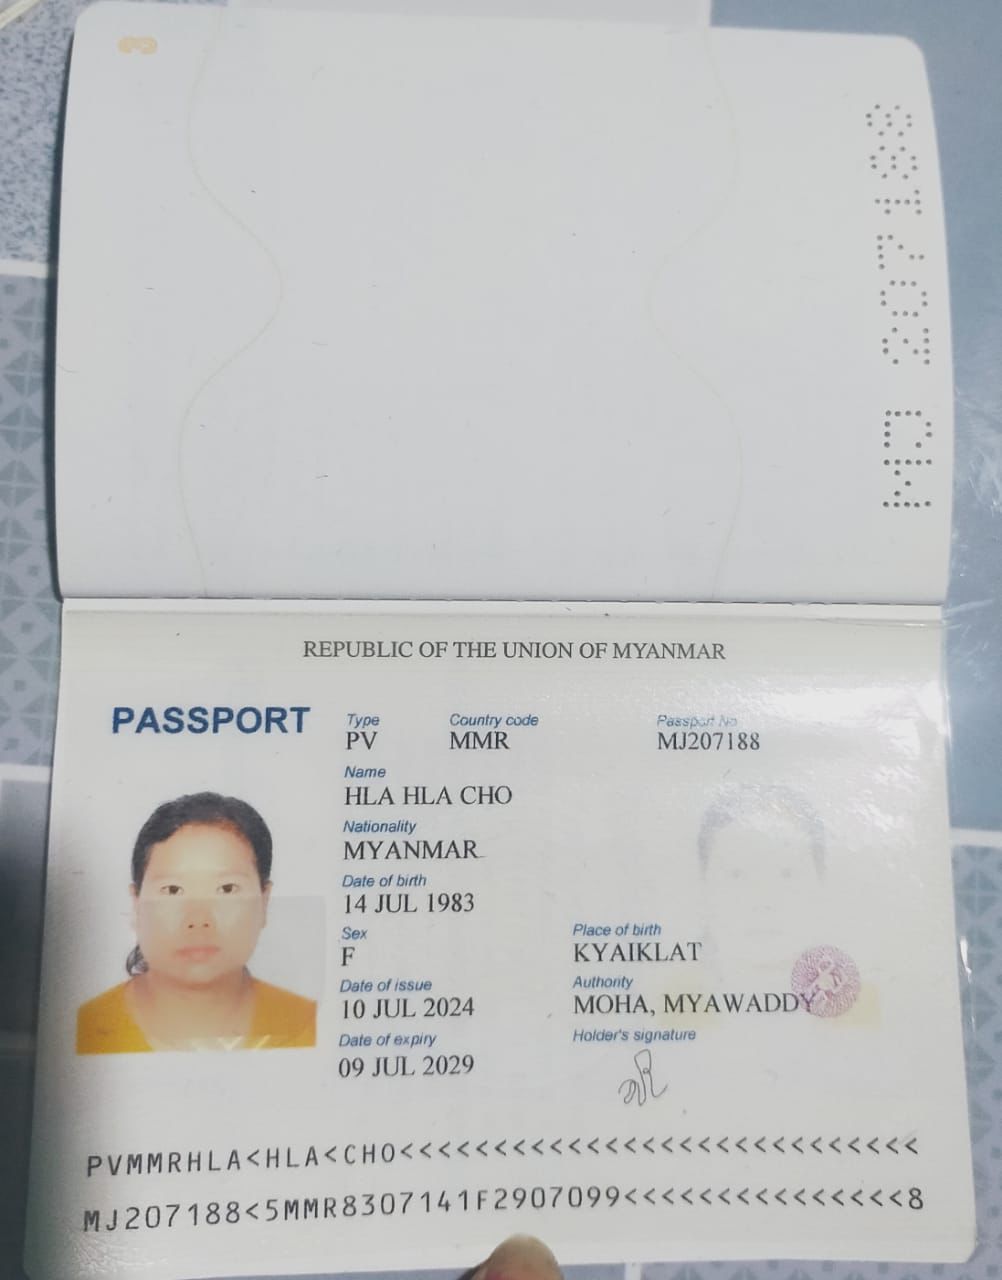 MD 207188
REPUBLIC OF THE UNION OF MYANMAR
PASSPORT
Type Country code Passport No
PV MMR MJ207188
Name
HLA HLA CHO
Nationality
MYANMAR
Date of birth
14 JUL 1983
Sex Place of birth
F KYAIKLAT
Date of issue Authority
10 JUL 2024 MOHA, MYAWADDY
Date of expiry Holder's signature
09 JUL 2029
PVMMRHLA<HLA<CHO<<<<<<<<<<<<<<<<<<<<<<<<<<<<
MJ207188<5MMR8307141F2907099<<<<<<<<<<<<<<<8